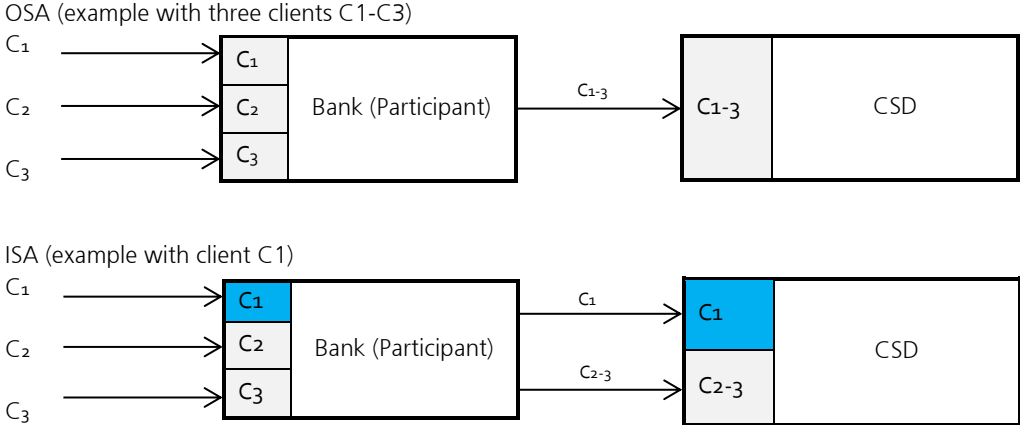 OSA (example with three clients C1-C3)
C1
C2
C3
C1
C2
C3
Bank (Participant)
C1-3
C1-3
CSD
ISA (example with client C1)
C1
C2
C3
C1
C2
C3
Bank (Participant)
C1
C2-3
C1
C2-3
CSD